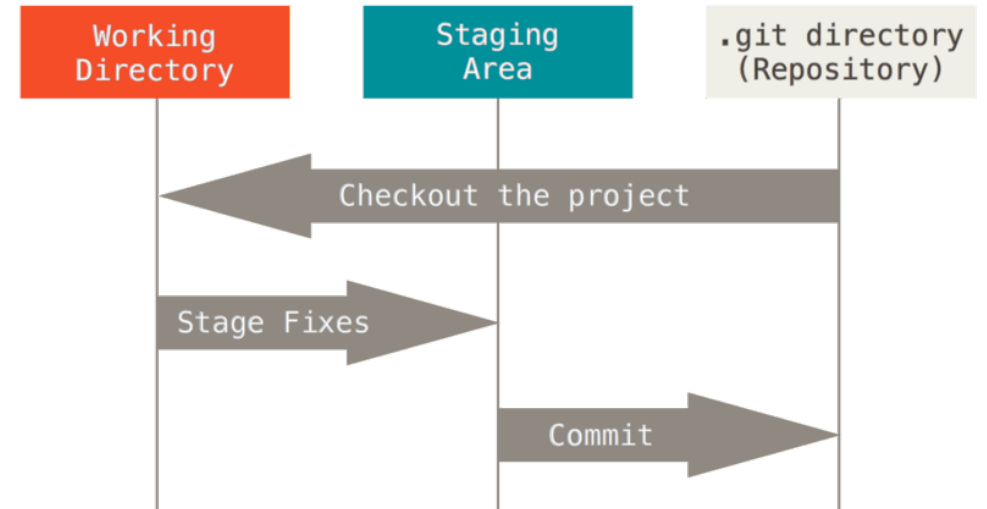 Working
Directory
Staging
Area
.git directory
(Repository)
Checkout the project
Stage Fixes
Commit